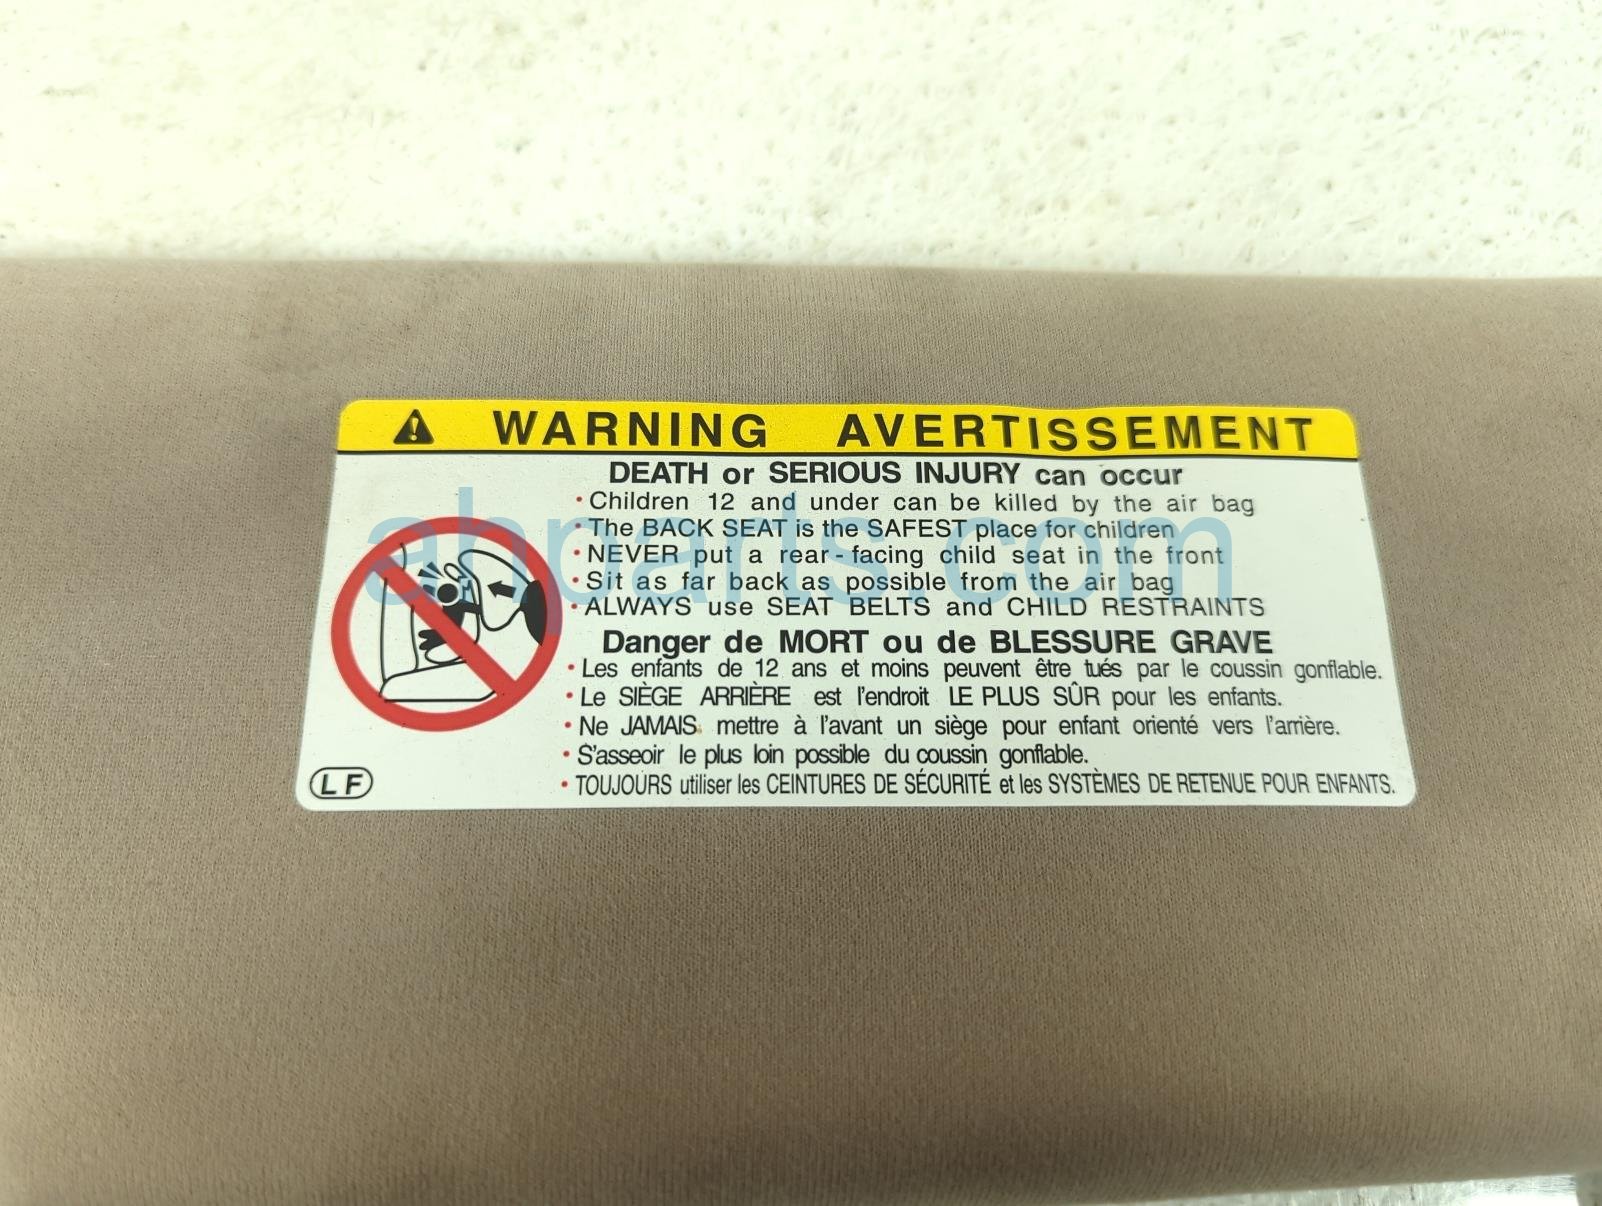 WARNING AVERTISSEMENT
DEATH or SERIOUS INJURY can occur
• Children 12 and under can be killed by the air bag
• The BACK SEAT is the SAFEST place for children
• NEVER put a rear-facing child seat in the front
• Sit as far back as possible from the air bag
• ALWAYS use SEAT BELTS and CHILD RESTRAINTS
Danger de MORT ou de BLESSURE GRAVE
• Les enfants de 12 ans et moins peuvent être tués par le coussin gonflable.
• Le SIÈGE ARRIÈRE est l'endroit LE PLUS SÛR pour les enfants.
• Ne JAMAIS mettre à l'avant un siège pour enfant orienté vers l'arrière.
• S'asseoir le plus loin possible du coussin gonflable.
• TOUJOURS utiliser les CEINTURES DE SÉCURITÉ et les SYSTÈMES DE RETENUE POUR ENFANTS.
LF
ahparts.com